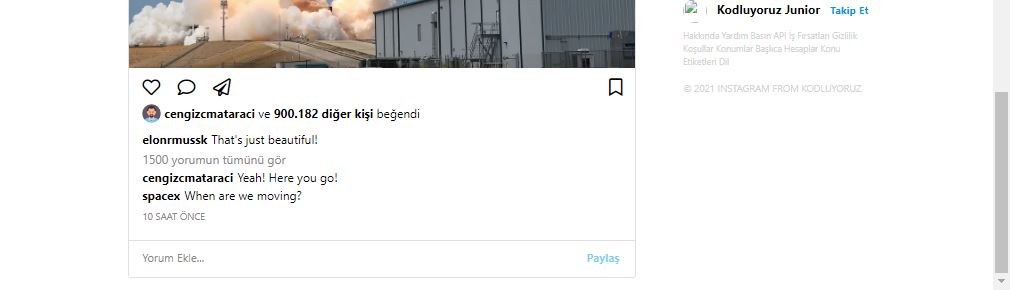 cengizcmataraci ve 900.182 diğer kişi beğendi
elonrmussk That's just beautiful!
1500 yorumun tümünü gör
cengizcmataraci Yeah! Here you go!
spacex When are we moving?
10 SAAT ÖNCE
Yorum Ekle... Paylaş
Kodluyoruz Junior Takip Et
Hakkında Yardım Basın API İş Fırsatları Gizlilik
Koşullar Konumlar Başlıca Hesaplar Konu
Etiketleri Dil
© 2021 INSTAGRAM FROM KODLUYORUZ